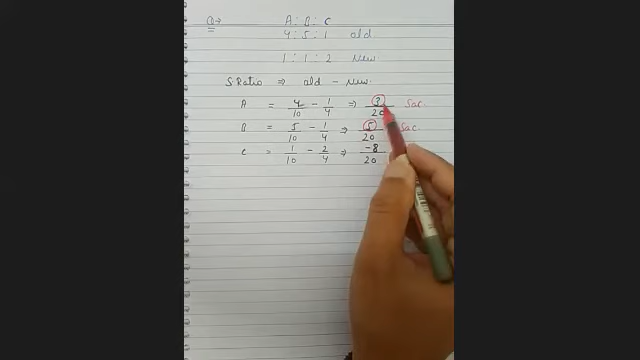 Q→ A : B : C
4 : 5 : 1 old
1 : 1 : 2 New
S.Ratio ⇒ old - New
A = 4/10 - 1/4 ⇒ 3/20 Sac.
B = 5/10 - 1/4 ⇒ 5/20 Sac
C = 1/10 - 2/4 ⇒ -8/20